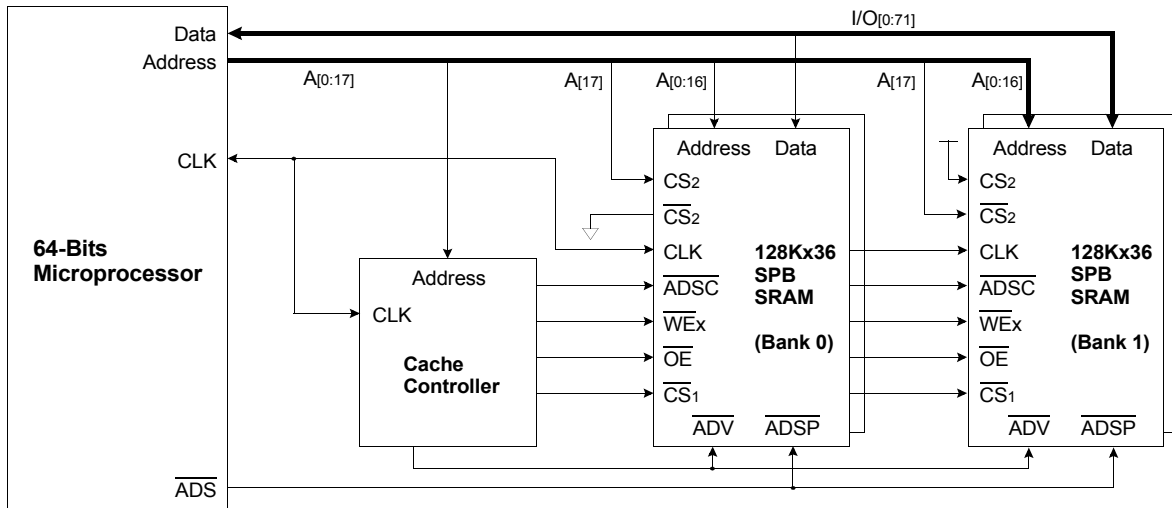 I/O[0:71]
Data
Address
A[0:17]
A[17]
A[0:16]
A[17]
A[0:16]
CLK
64-Bits
Microprocessor
ADS
Address
CLK
Cache
Controller
Address Data
CS2
CS2
CLK
ADSC
WEx
OE
CS1
128Kx36
SPB
SRAM
(Bank 0)
ADV ADSP
Address Data
CS2
CS2
CLK
ADSC
WEx
OE
CS1
128Kx36
SPB
SRAM
(Bank 1)
ADV ADSP